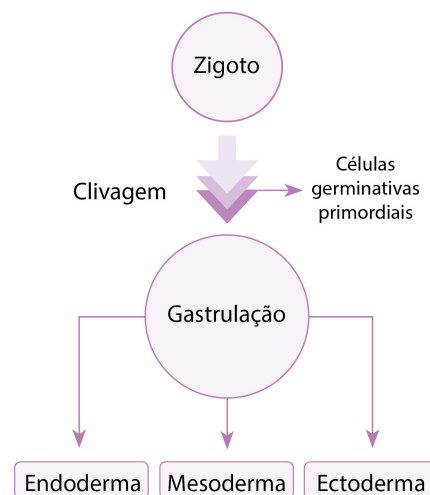 Zigoto
Clivagem
Células
germinativas
primordiais
Gastrulação
Endoderma
Mesoderma
Ectoderma